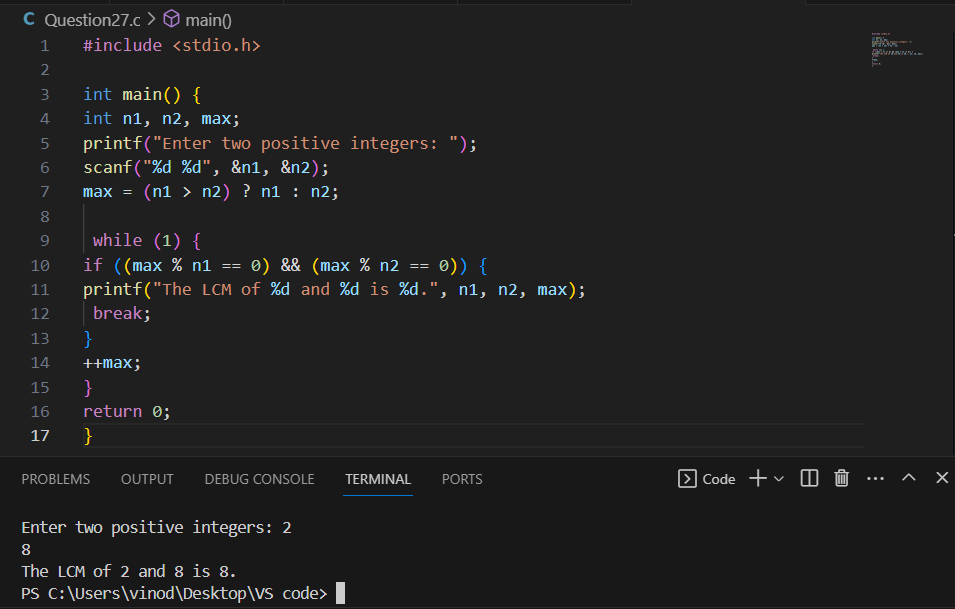 C Question27.c > main()
1 #include <stdio.h>
2
3 int main() {
4 int n1, n2, max;
5 printf("Enter two positive integers: ");
6 scanf("%d %d", &n1, &n2);
7 max = (n1 > n2) ? n1 : n2;
8
9 while (1) {
10 if ((max % n1 == 0) && (max % n2 == 0)) {
11 printf("The LCM of %d and %d is %d.", n1, n2, max);
12 break;
13 }
14 ++max;
15 }
16 return 0;
17 }
PROBLEMS OUTPUT DEBUG CONSOLE TERMINAL PORTS Code
Enter two positive integers: 2
8
The LCM of 2 and 8 is 8.
PS C:\Users\vinod\Desktop\VS code>